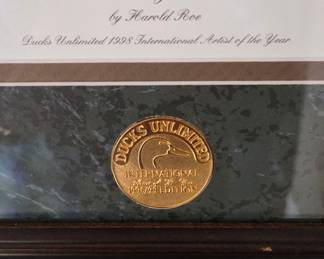 by Harold Roe
Ducks Unlimited 1998 International Artist of the Year
DUCKS UNLIMITED
INTERNATIONAL
EDITION